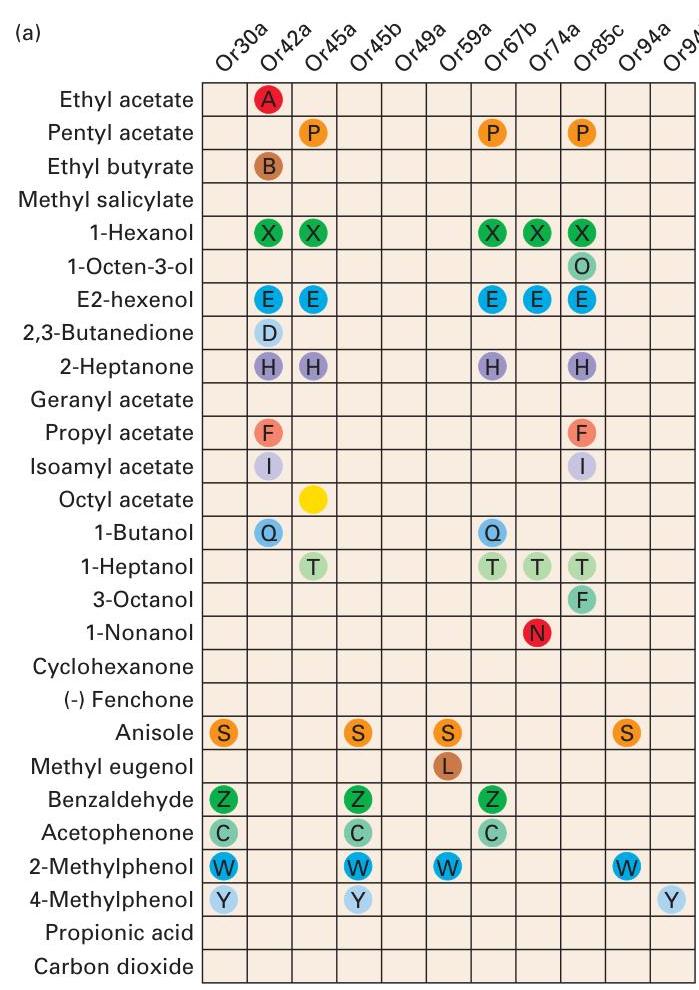 (a)
Or30a Or42a Or45a Or45b Or49a Or59a Or67b Or74a Or85c Or94a
Ethyl acetate A
Pentyl acetate P P P
Ethyl butyrate B
Methyl salicylate
1-Hexanol X X X X X
1-Octen-3-ol O
E2-hexenol E E E E E
2,3-Butanedione D
2-Heptanone H H H H
Geranyl acetate
Propyl acetate F F
Isoamyl acetate I I
Octyl acetate
1-Butanol Q Q
1-Heptanol T T T T
3-Octanol F
1-Nonanol N
Cyclohexanone
(-) Fenchone
Anisole S S S S
Methyl eugenol L
Benzaldehyde Z Z Z
Acetophenone C C C
2-Methylphenol W W W W
4-Methylphenol Y Y Y
Propionic acid
Carbon dioxide